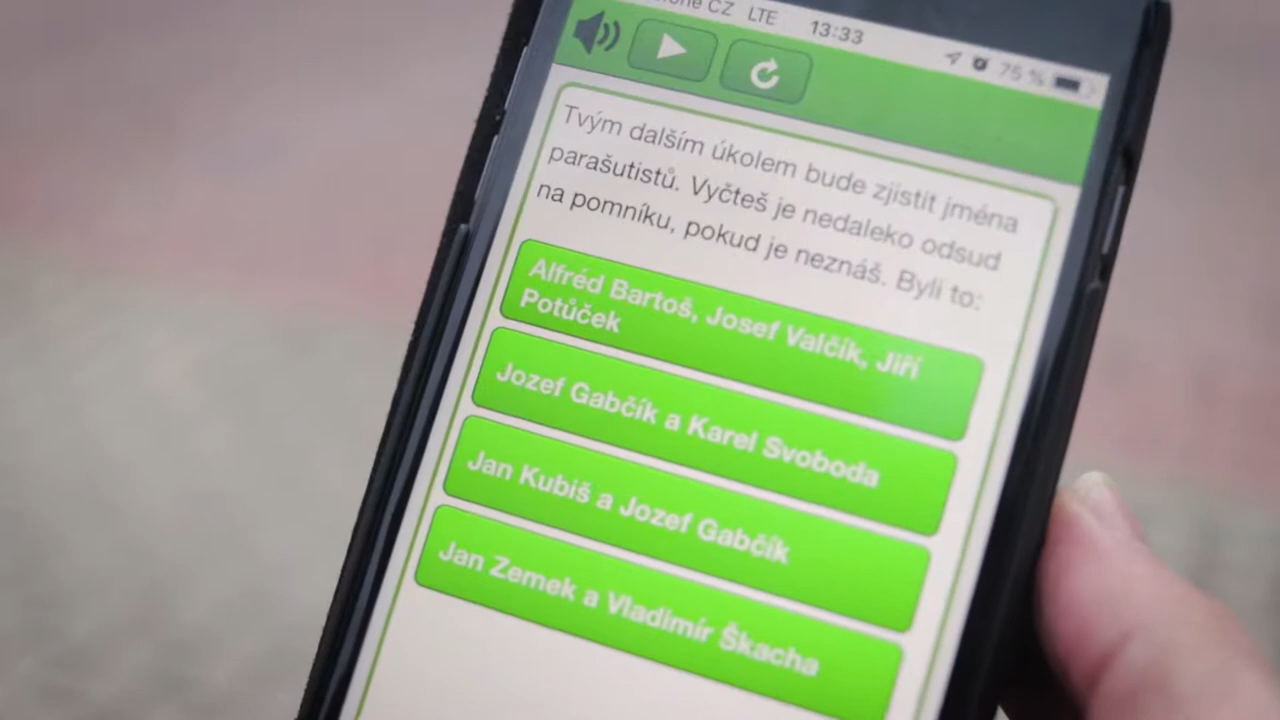 CZ LTE 13:33 75 %
Tvým dalším úkolem bude zjistit jména
parašutistů. Vyčteš je nedaleko odsud
na pomníku, pokud je neznáš. Byli to:
Alfréd Bartoš, Josef Valčík, Jiří
Potůček
Jozef Gabčík a Karel Svoboda
Jan Kubiš a Jozef Gabčík
Jan Zemek a Vladimír Škacha